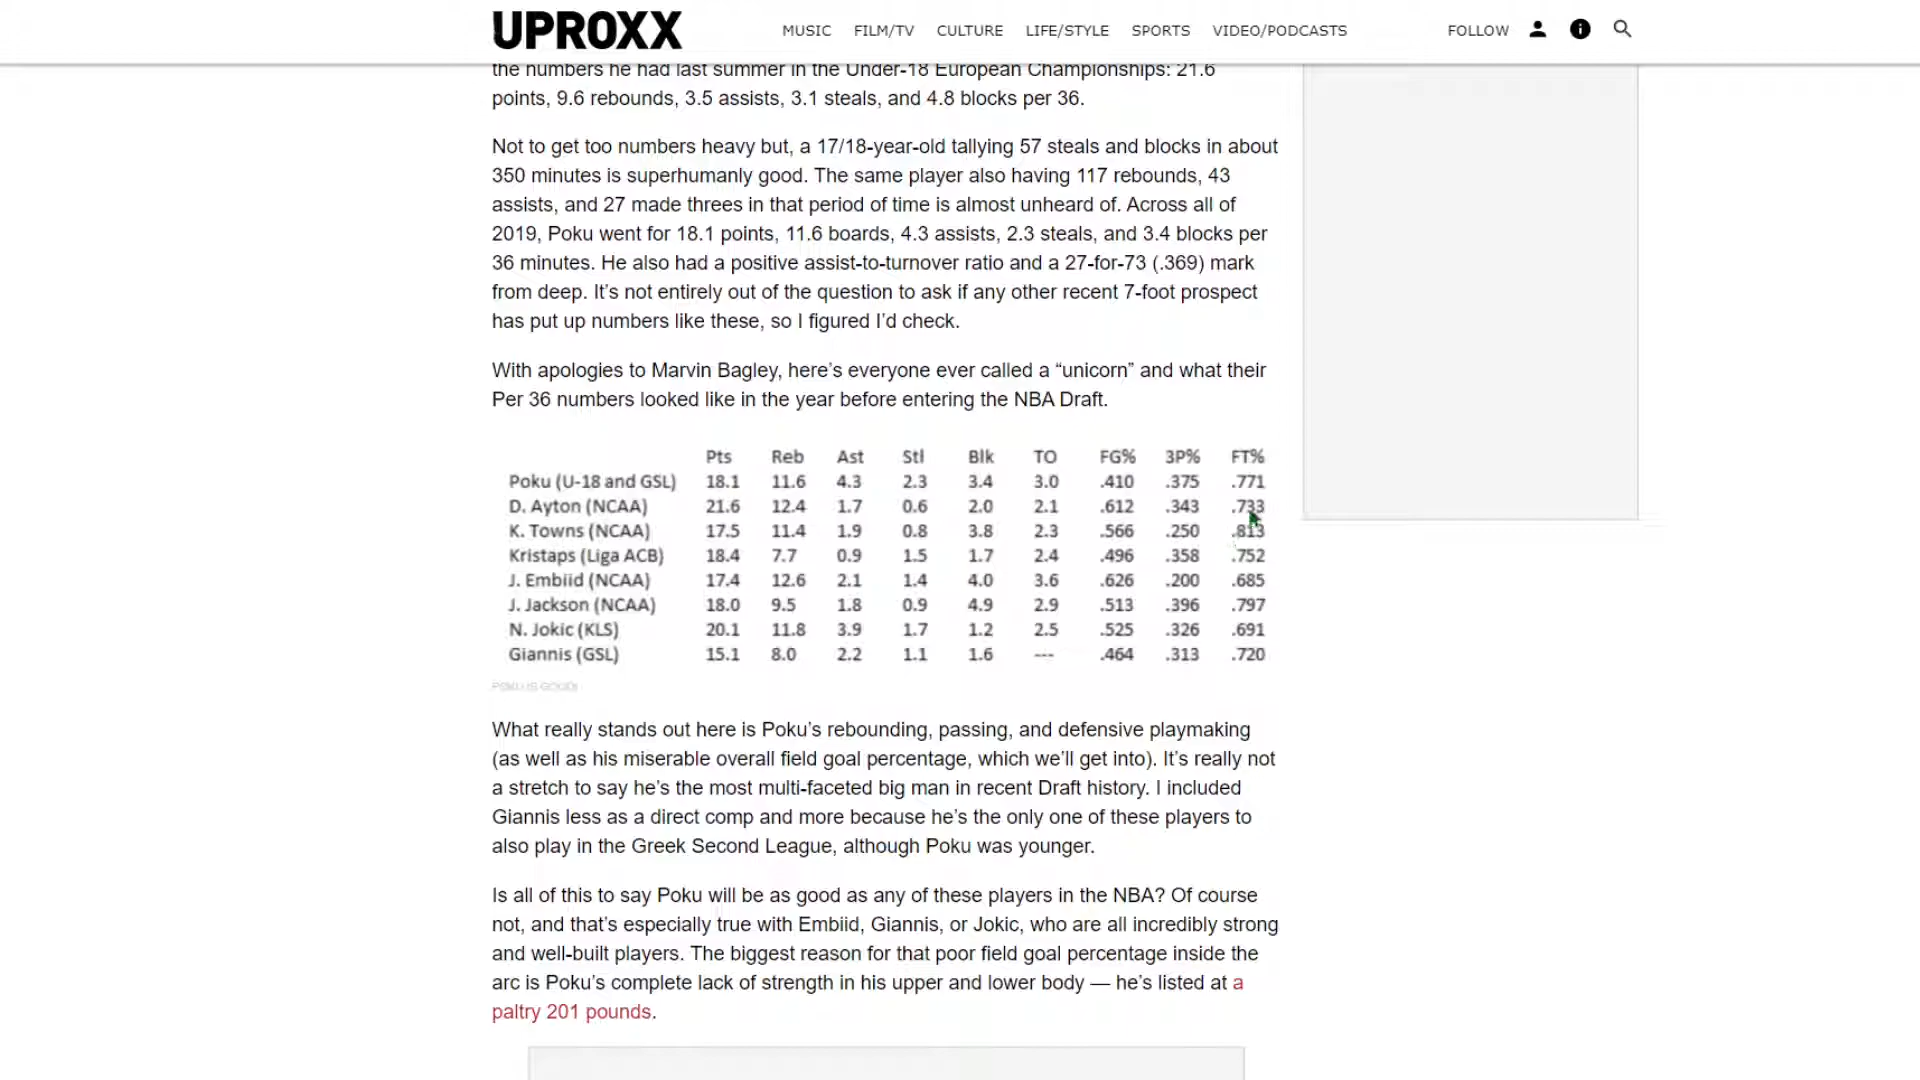 UPROXX MUSIC FILM/TV CULTURE LIFE/STYLE SPORTS VIDEO/PODCASTS FOLLOW
the numbers he had last summer in the Under-18 European Championships: 21.6
points, 9.6 rebounds, 3.5 assists, 3.1 steals, and 4.8 blocks per 36.
Not to get too numbers heavy but, a 17/18-year-old tallying 57 steals and blocks in about
350 minutes is superhumanly good. The same player also having 117 rebounds, 43
assists, and 27 made threes in that period of time is almost unheard of. Across all of
2019, Poku went for 18.1 points, 11.6 boards, 4.3 assists, 2.3 steals, and 3.4 blocks per
36 minutes. He also had a positive assist-to-turnover ratio and a 27-for-73 (.369) mark
from deep. It’s not entirely out of the question to ask if any other recent 7-foot prospect
has put up numbers like these, so I figured I’d check.
With apologies to Marvin Bagley, here’s everyone ever called a “unicorn” and what their
Per 36 numbers looked like in the year before entering the NBA Draft.
Pts Reb Ast Stl Blk TO FG% 3P% FT%
Poku (U-18 and GSL) 18.1 11.6 4.3 2.3 3.4 3.0 .410 .375 .771
D. Ayton (NCAA) 21.6 12.4 1.7 0.6 2.0 2.1 .612 .343 .733
K. Towns (NCAA) 17.5 11.4 1.9 0.8 3.8 2.3 .566 .250 .813
Kristaps (Liga ACB) 18.4 7.7 0.9 1.5 1.7 2.4 .496 .358 .752
J. Embiid (NCAA) 17.4 12.6 2.1 1.4 4.0 3.6 .626 .200 .685
J. Jackson (NCAA) 18.0 9.5 1.8 0.9 4.9 2.9 .513 .396 .797
N. Jokic (KLS) 20.1 11.8 3.9 1.7 1.2 2.5 .525 .326 .691
Giannis (GSL) 15.1 8.0 2.2 1.1 1.6 --- .464 .313 .720
POKU IS GOOD!
What really stands out here is Poku’s rebounding, passing, and defensive playmaking
(as well as his miserable overall field goal percentage, which we’ll get into). It’s really not
a stretch to say he’s the most multi-faceted big man in recent Draft history. I included
Giannis less as a direct comp and more because he’s the only one of these players to
also play in the Greek Second League, although Poku was younger.
Is all of this to say Poku will be as good as any of these players in the NBA? Of course
not, and that’s especially true with Embiid, Giannis, or Jokic, who are all incredibly strong
and well-built players. The biggest reason for that poor field goal percentage inside the
arc is Poku’s complete lack of strength in his upper and lower body — he’s listed at a
paltry 201 pounds.